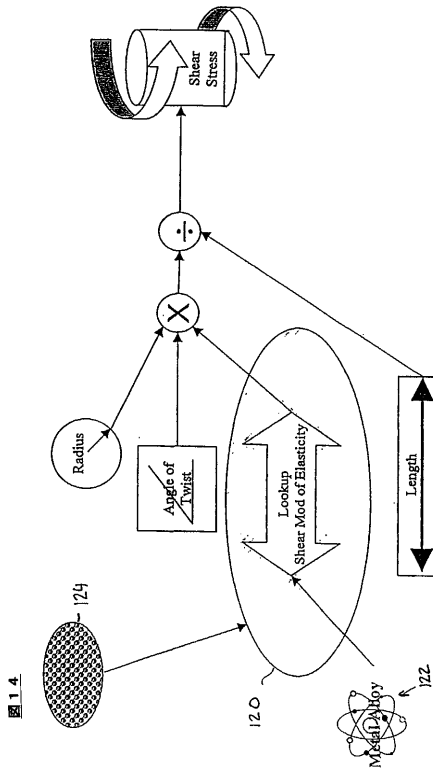 図14
124
Radius
Angle of
Twist
X
÷
Shear
Stress
Lookup
Shear Mod of Elasticity
120
Metal Alloy
122
Length